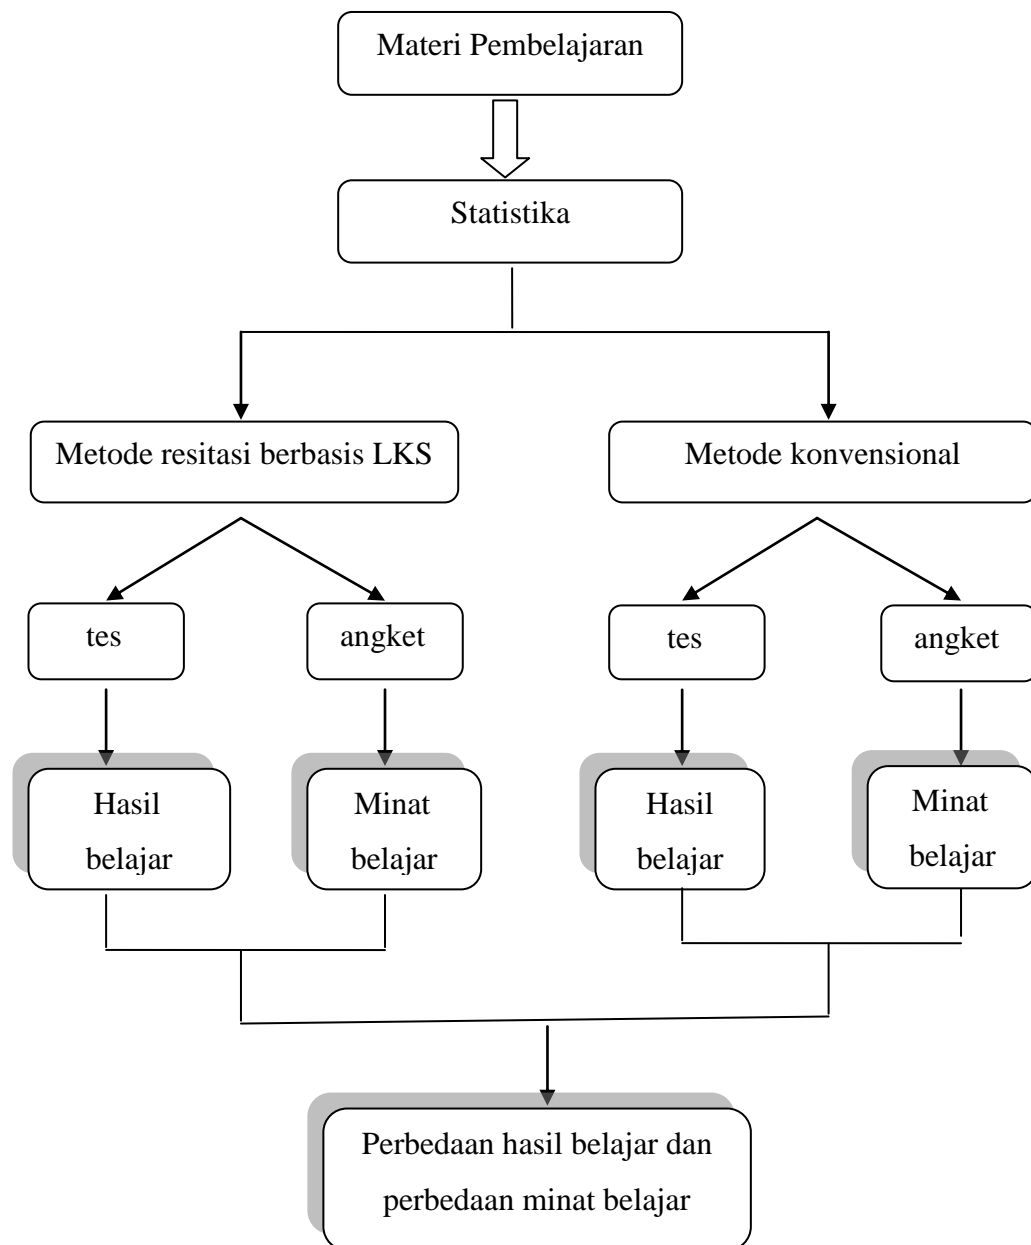 Materi Pembelajaran
Statistika
Metode resitasi berbasis LKS
Metode konvensional
tes
angket
tes
angket
Hasil
belajar
Minat
belajar
Hasil
belajar
Minat
belajar
Perbedaan hasil belajar dan
perbedaan minat belajar